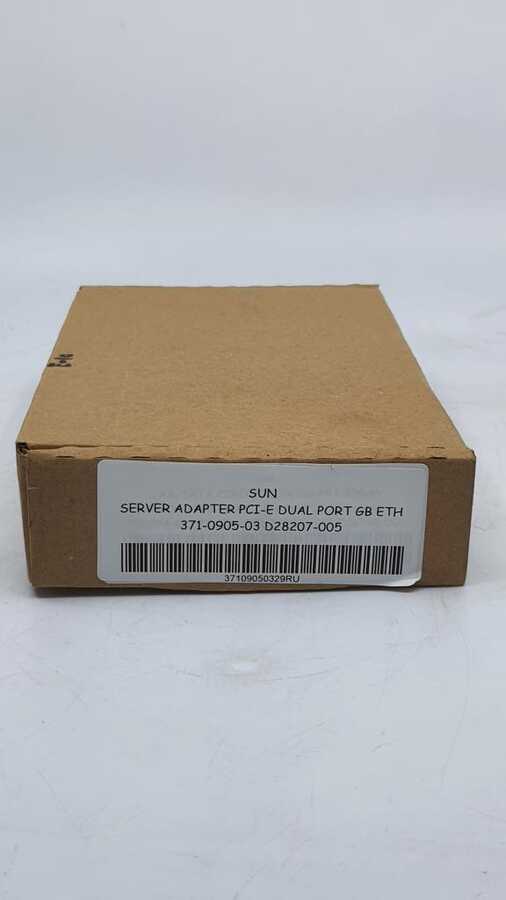 SUN
SERVER ADAPTER PCI-E DUAL PORT GB ETH
371-0905-03 D28207-005
37109050329RU